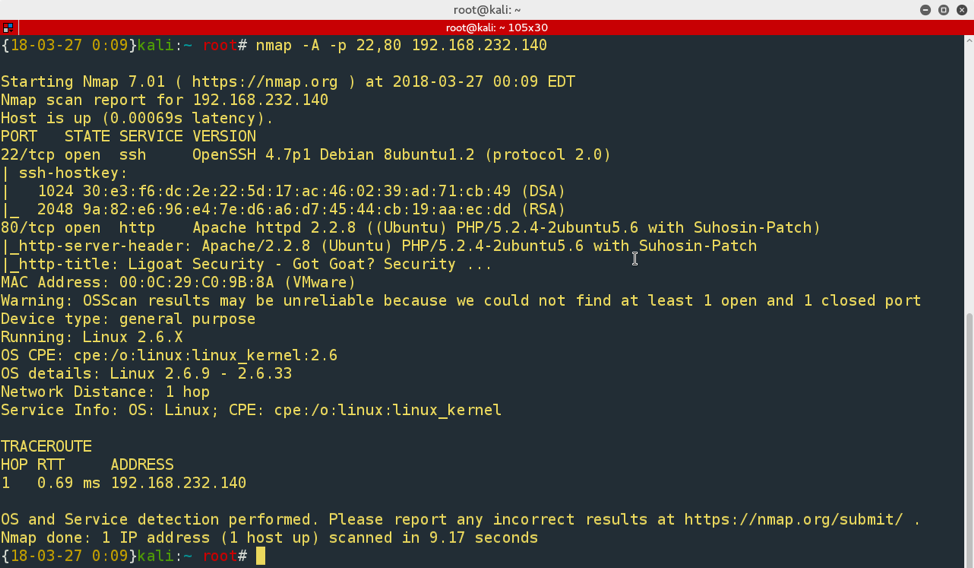 root@kali: ~
root@kali: ~ 105x30
{18-03-27 0:09}kali:~ root# nmap -A -p 22,80 192.168.232.140
Starting Nmap 7.01 ( https://nmap.org ) at 2018-03-27 00:09 EDT
Nmap scan report for 192.168.232.140
Host is up (0.00069s latency).
PORT   STATE SERVICE VERSION
22/tcp open  ssh     OpenSSH 4.7p1 Debian 8ubuntu1.2 (protocol 2.0)
| ssh-hostkey:
|   1024 30:e3:f6:dc:2e:22:5d:17:ac:46:02:39:ad:71:cb:49 (DSA)
|_  2048 9a:82:e6:96:e4:7e:d6:a6:d7:45:44:cb:19:aa:ec:dd (RSA)
80/tcp open  http    Apache httpd 2.2.8 ((Ubuntu) PHP/5.2.4-2ubuntu5.6 with Suhosin-Patch)
|_http-server-header: Apache/2.2.8 (Ubuntu) PHP/5.2.4-2ubuntu5.6 with Suhosin-Patch
|_http-title: Ligoat Security - Got Goat? Security ...
MAC Address: 00:0C:29:C0:9B:8A (VMware)
Warning: OSScan results may be unreliable because we could not find at least 1 open and 1 closed port
Device type: general purpose
Running: Linux 2.6.X
OS CPE: cpe:/o:linux:linux_kernel:2.6
OS details: Linux 2.6.9 - 2.6.33
Network Distance: 1 hop
Service Info: OS: Linux; CPE: cpe:/o:linux:linux_kernel
TRACEROUTE
HOP RTT     ADDRESS
1   0.69 ms 192.168.232.140
OS and Service detection performed. Please report any incorrect results at https://nmap.org/submit/ .
Nmap done: 1 IP address (1 host up) scanned in 9.17 seconds
{18-03-27 0:09}kali:~ root#